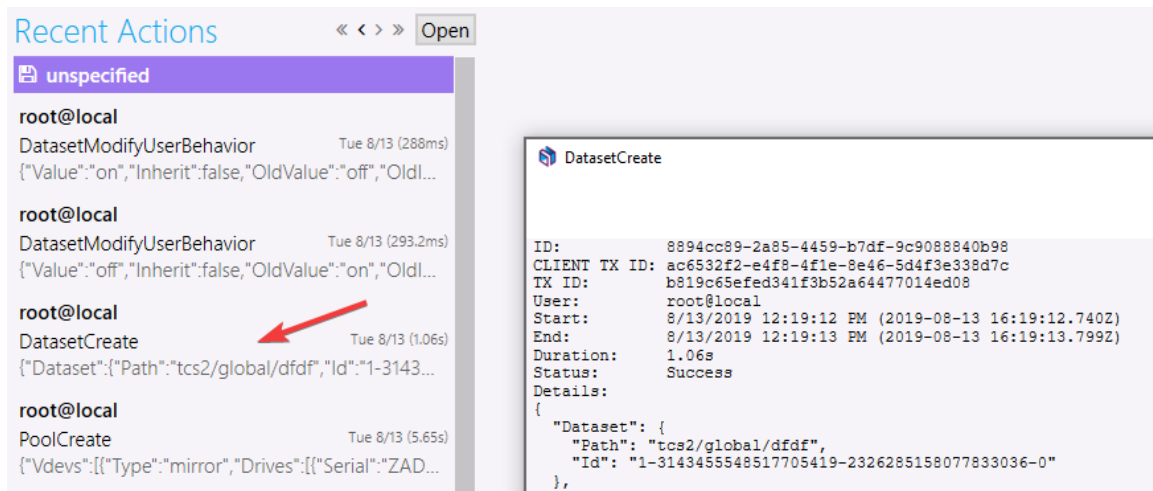 Recent Actions « < > » Open
unspecified
root@local
DatasetModifyUserBehavior Tue 8/13 (288ms)
{"Value":"on","Inherit":false,"OldValue":"off","OldI...
root@local
DatasetModifyUserBehavior Tue 8/13 (293.2ms)
{"Value":"off","Inherit":false,"OldValue":"on","OldI...
root@local
DatasetCreate Tue 8/13 (1.06s)
{"Dataset":{"Path":"tcs2/global/dfdf","Id":"1-3143...
root@local
PoolCreate Tue 8/13 (5.65s)
{"Vdevs":[{"Type":"mirror","Drives":[{"Serial":"ZAD...
DatasetCreate
ID: 8894cc89-2a85-4459-b7df-9c9088840b98
CLIENT TX ID: ac6532f2-e4f8-4f1e-8e46-5d4f3e338d7c
TX ID: b819c65efed341f3b52a64477014ed08
User: root@local
Start: 8/13/2019 12:19:12 PM (2019-08-13 16:19:12.740Z)
End: 8/13/2019 12:19:13 PM (2019-08-13 16:19:13.799Z)
Duration: 1.06s
Status: Success
Details:
{
"Dataset": {
"Path": "tcs2/global/dfdf",
"Id": "1-3143455548517705419-2326285158077833036-0"
},